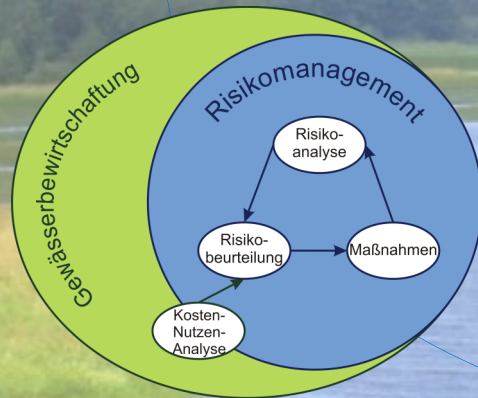 Gewässerbewirtschaftung
Risikomanagement
Risiko-
analyse
Risiko-
beurteilung
Maßnahmen
Kosten-
Nutzen-
Analyse